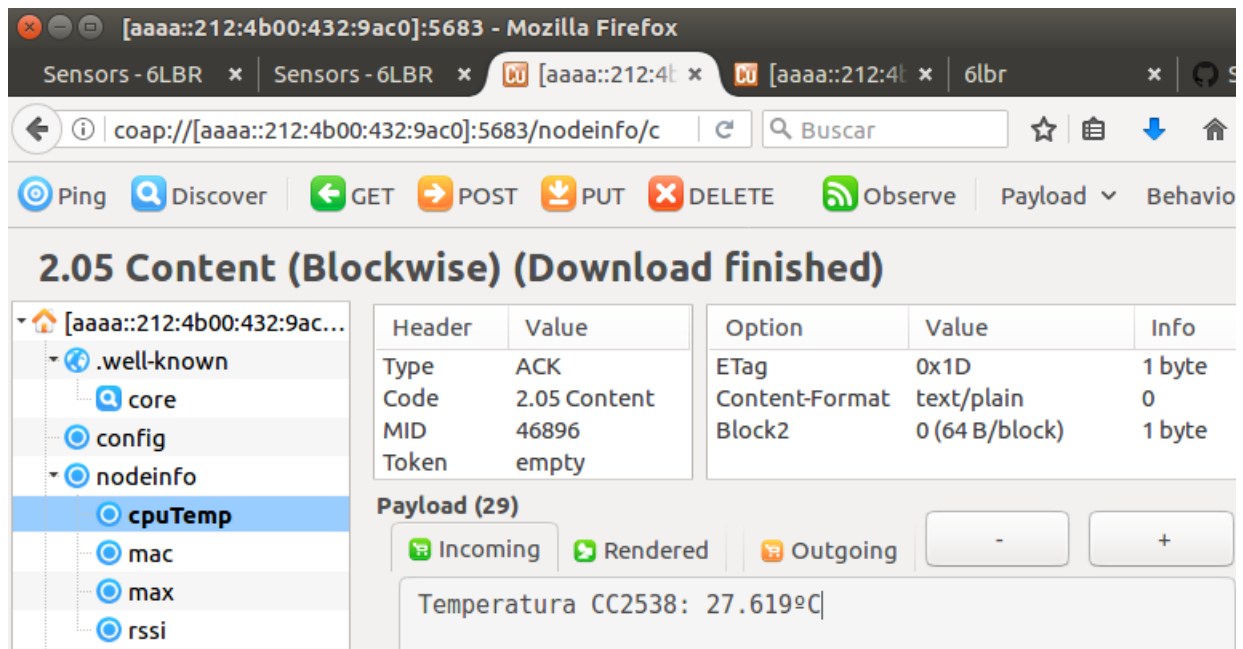 [aaaa::212:4b00:432:9ac0]:5683 - Mozilla Firefox
Sensors - 6LBR × Sensors - 6LBR × Cu [aaaa::212:4b × Cu [aaaa::212:4b × 6lbr × S
coap://[aaaa::212:4b00:432:9ac0]:5683/nodeinfo/c Buscar
Ping Discover GET POST PUT DELETE Observe Payload Behavio
2.05 Content (Blockwise) (Download finished)
[aaaa::212:4b00:432:9ac...
.well-known
core
config
nodeinfo
cpuTemp
mac
max
rssi
Header Value
Type ACK
Code 2.05 Content
MID 46896
Token empty
Option Value Info
ETag 0x1D 1 byte
Content-Format text/plain 0
Block2 0 (64 B/block) 1 byte
Payload (29)
Incoming Rendered Outgoing - +
Temperatura CC2538: 27.619ºC